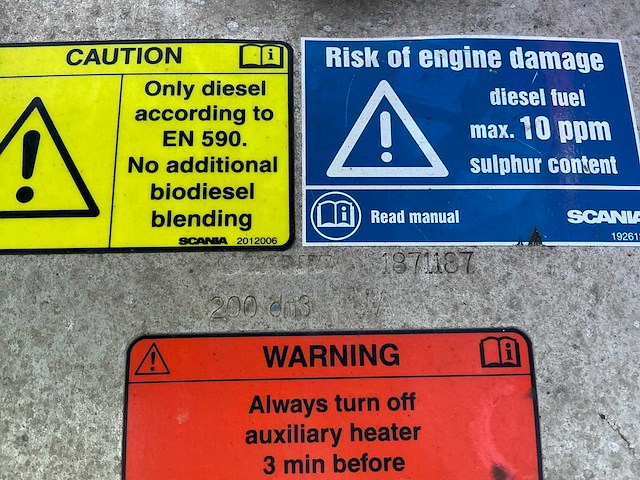 CAUTION
Only diesel
according to
EN 590.
No additional
biodiesel
blending
SCANIA 2012006
Risk of engine damage
diesel fuel
max. 10 ppm
sulphur content
Read manual
SCANIA
1871187
200 dm3
WARNING
Always turn off
auxiliary heater
3 min before